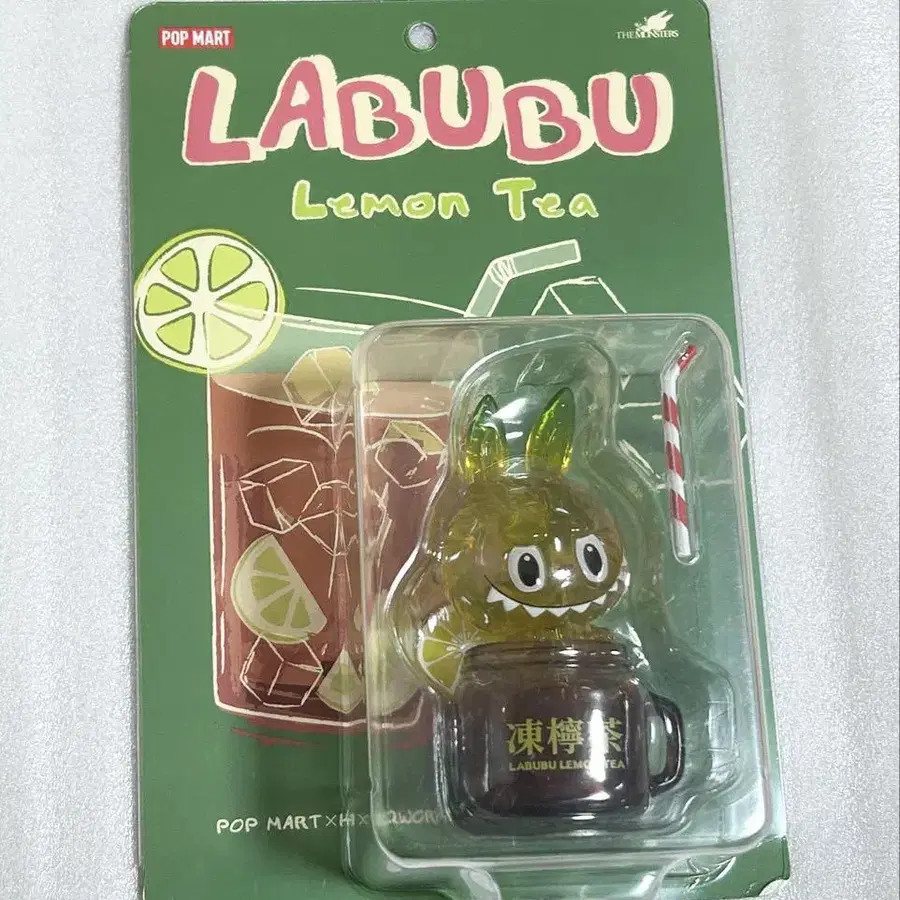 POP MART
THE MONSTERS
LABUBU
Lemon Tea
凍檸茶
LABUBU LEMON TEA
POP MART × H ×